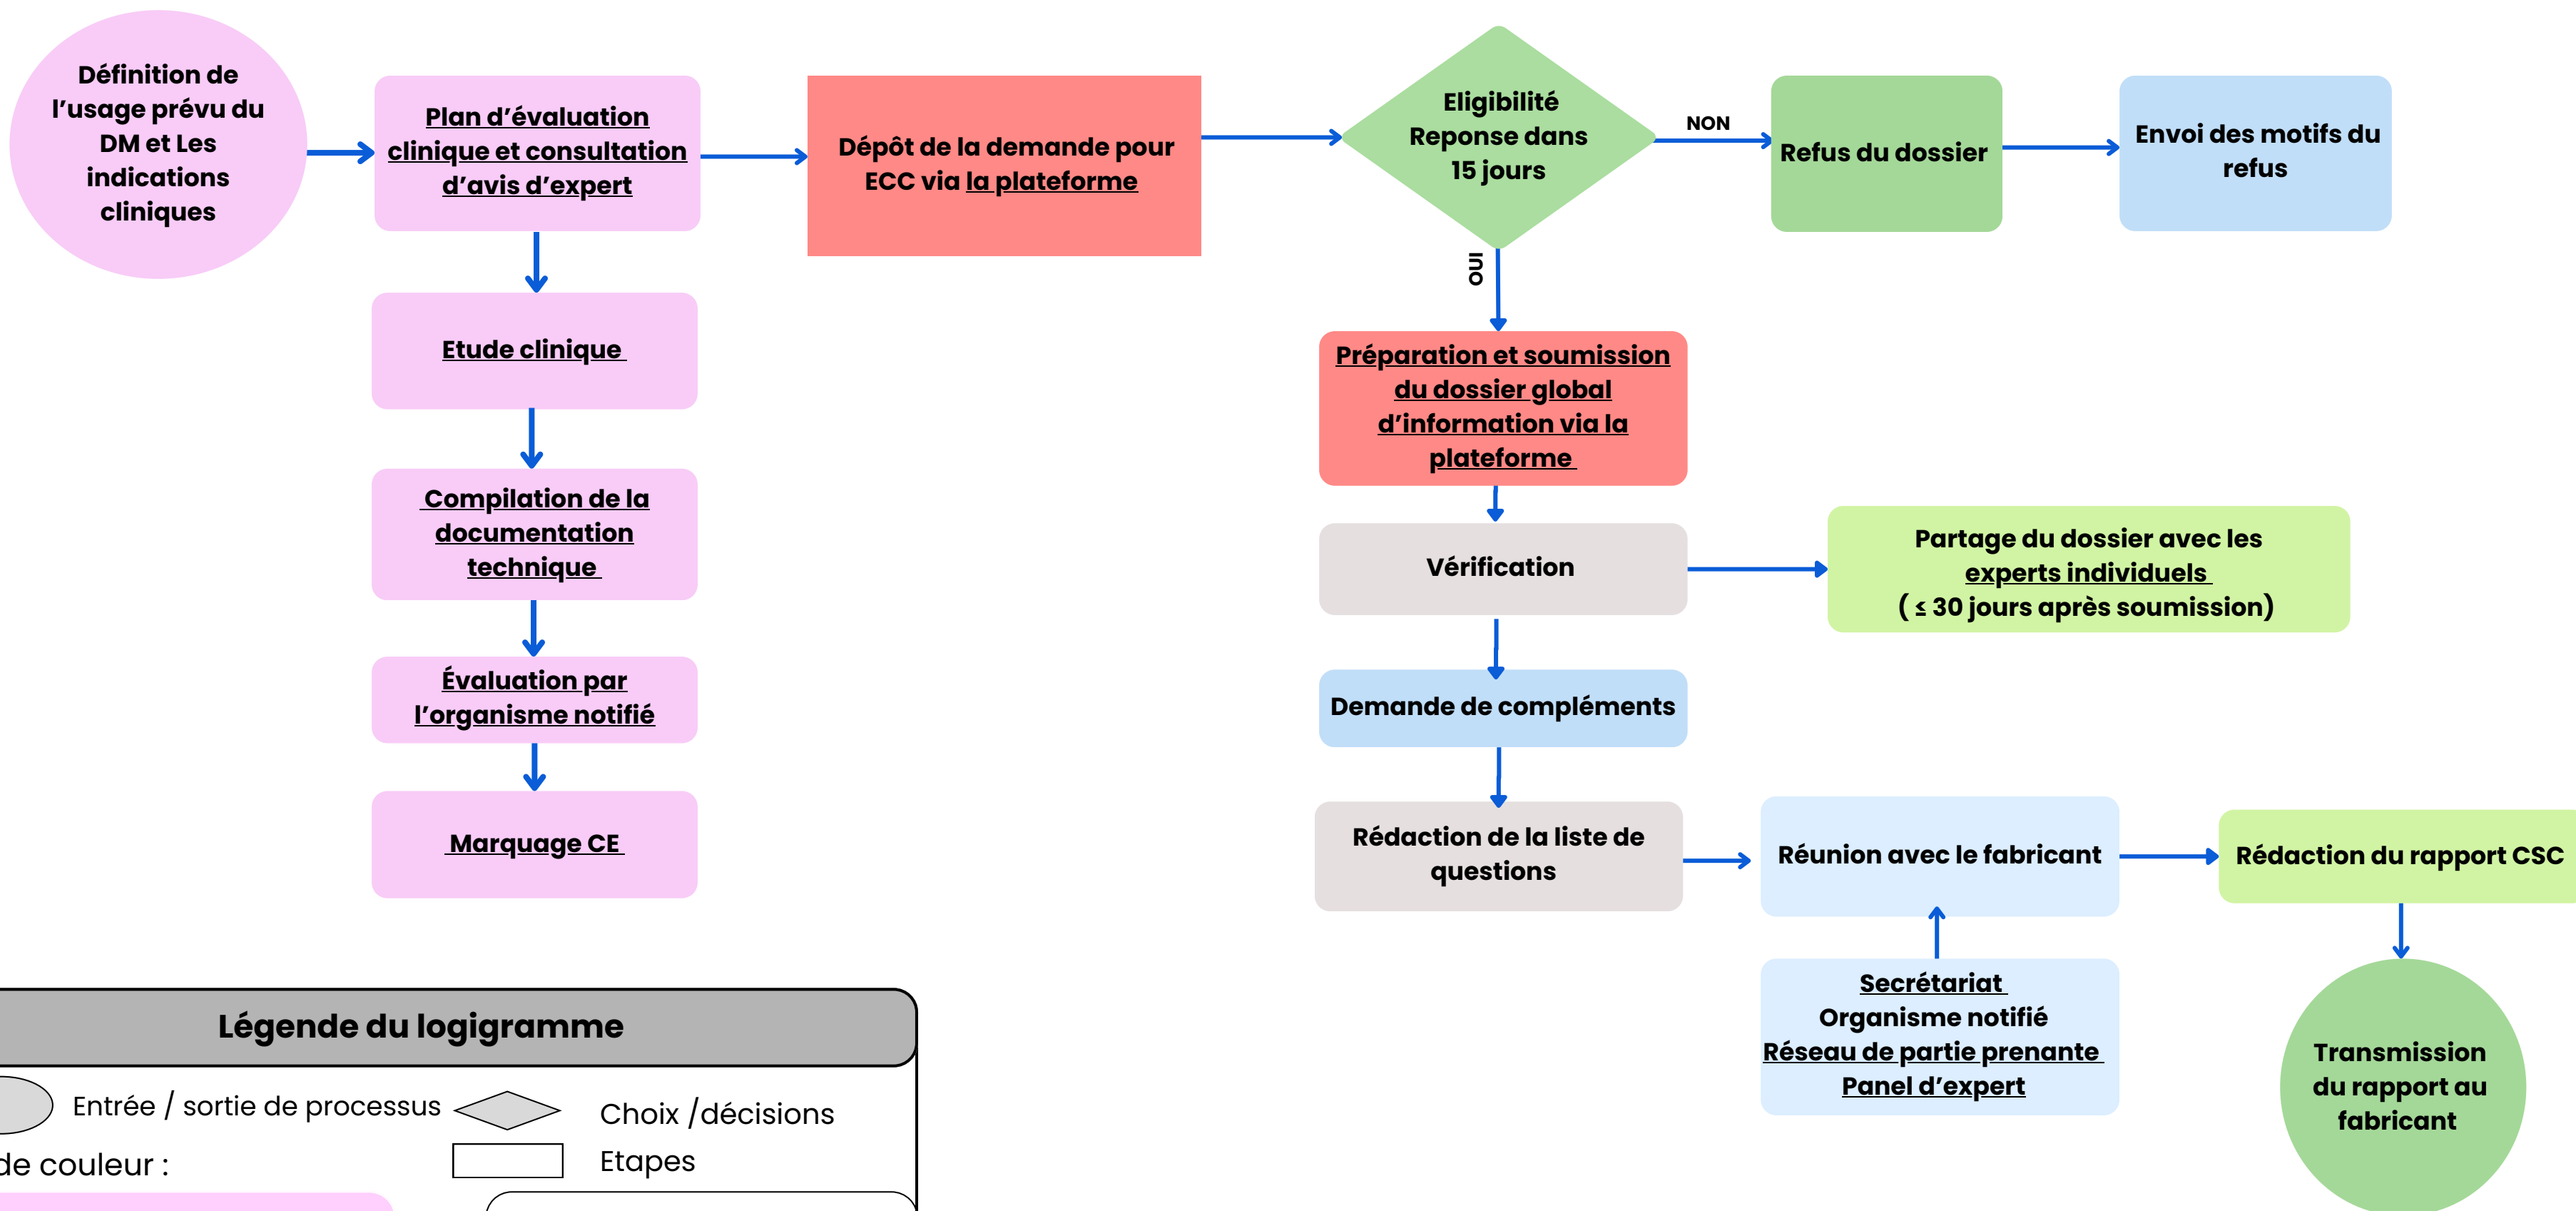 Définition de
l’usage prévu du
DM et Les
indications
cliniques
Plan d’évaluation
clinique et consultation
d’avis d’expert
Dépôt de la demande pour
ECC via la plateforme
Eligibilité
Reponse dans
15 jours
NON
Refus du dossier
Envoi des motifs du
refus
OUI
Etude clinique
Préparation et soumission
du dossier global
d’information via la
plateforme
Compilation de la
documentation
technique
Vérification
Partage du dossier avec les
experts individuels
( ≤ 30 jours après soumission)
Évaluation par
l’organisme notifié
Demande de compléments
Marquage CE
Rédaction de la liste de
questions
Réunion avec le fabricant
Rédaction du rapport CSC
Secrétariat
Organisme notifié
Réseau de partie prenante
Panel d’expert
Transmission
du rapport au
fabricant
Légende du logigramme
Entrée / sortie de processus
Choix /décisions
de couleur :
Etapes